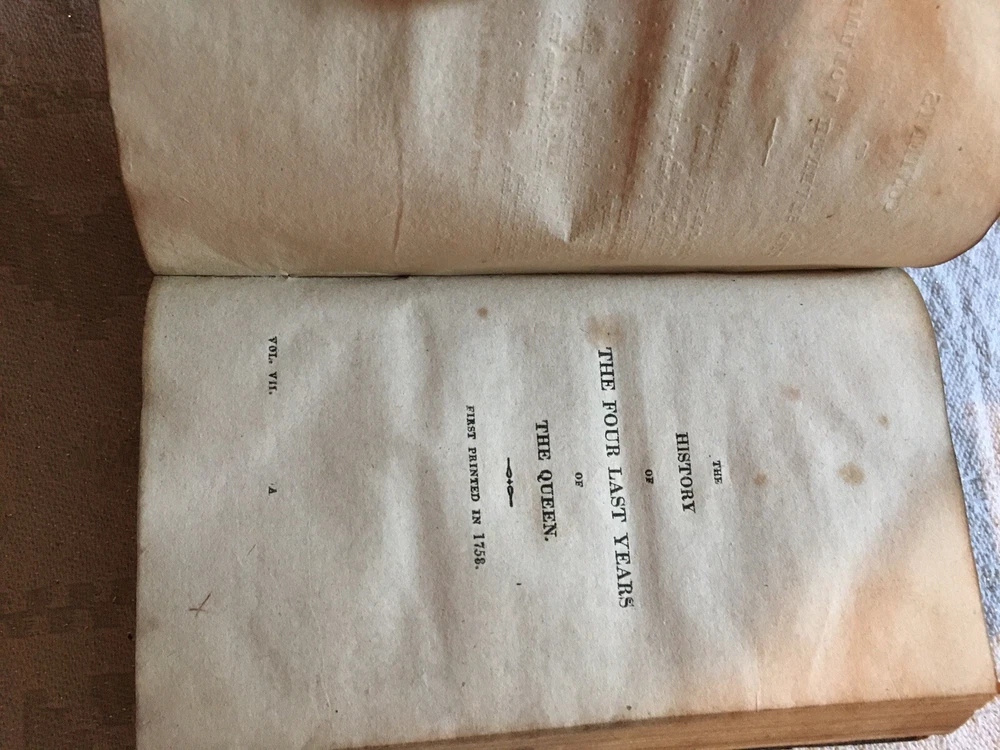 THE
HISTORY
OF
THE FOUR LAST YEARS
OF
THE QUEEN.
FIRST PRINTED IN 1758.
VOL. VII.
A